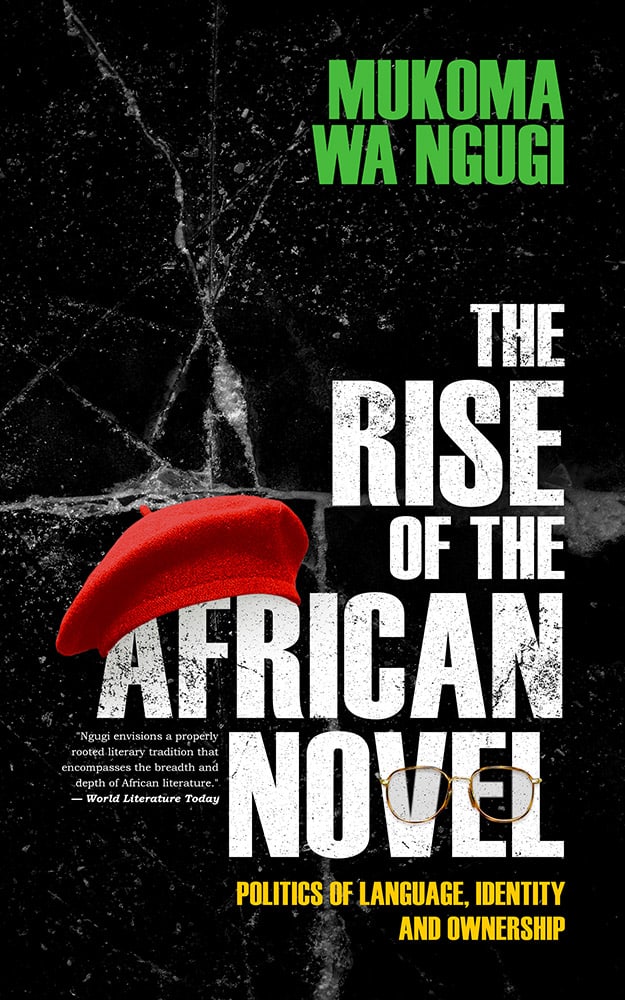 MUKOMA
WA NGUGI
THE
RISE
OF THE
AFRICAN
NOVEL
"Ngugi envisions a properly
rooted literary tradition that
encompasses the breadth and
depth of African literature."
— World Literature Today
POLITICS OF LANGUAGE, IDENTITY
AND OWNERSHIP